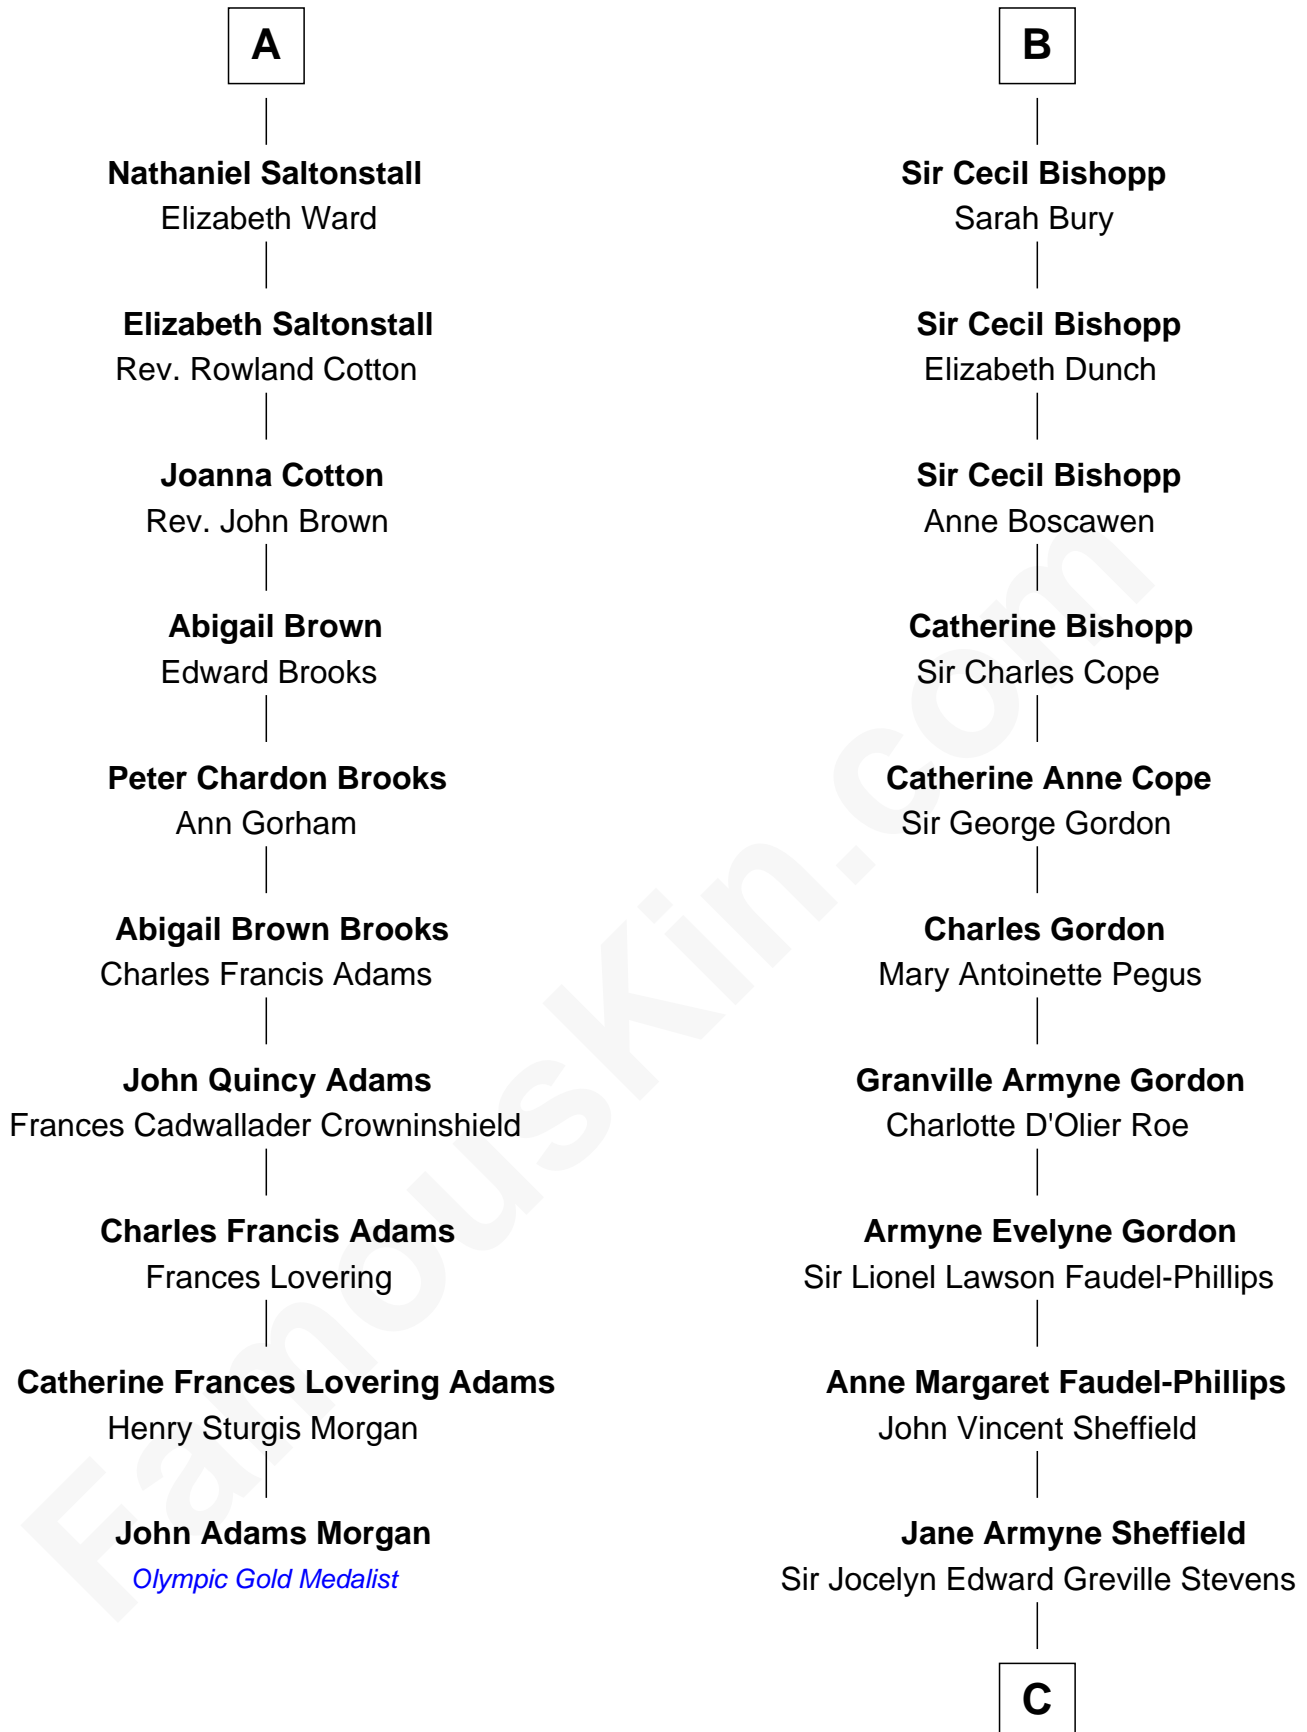 A
Nathaniel Saltonstall
Elizabeth Ward
Elizabeth Saltonstall
Rev. Rowland Cotton
Joanna Cotton
Rev. John Brown
Abigail Brown
Edward Brooks
Peter Chardon Brooks
Ann Gorham
Abigail Brown Brooks
Charles Francis Adams
John Quincy Adams
Frances Cadwallader Crowninshield
Charles Francis Adams
Frances Lovering
Catherine Frances Lovering Adams
Henry Sturgis Morgan
John Adams Morgan
Olympic Gold Medalist
B
Sir Cecil Bishopp
Sarah Bury
Sir Cecil Bishopp
Elizabeth Dunch
Sir Cecil Bishopp
Anne Boscawen
Catherine Bishopp
Sir Charles Cope
Catherine Anne Cope
Sir George Gordon
Charles Gordon
Mary Antoinette Pegus
Granville Armyne Gordon
Charlotte D'Olier Roe
Armyne Evelyne Gordon
Sir Lionel Lawson Faudel-Phillips
Anne Margaret Faudel-Phillips
John Vincent Sheffield
Jane Armyne Sheffield
Sir Jocelyn Edward Greville Stevens
C
FamousKin.com